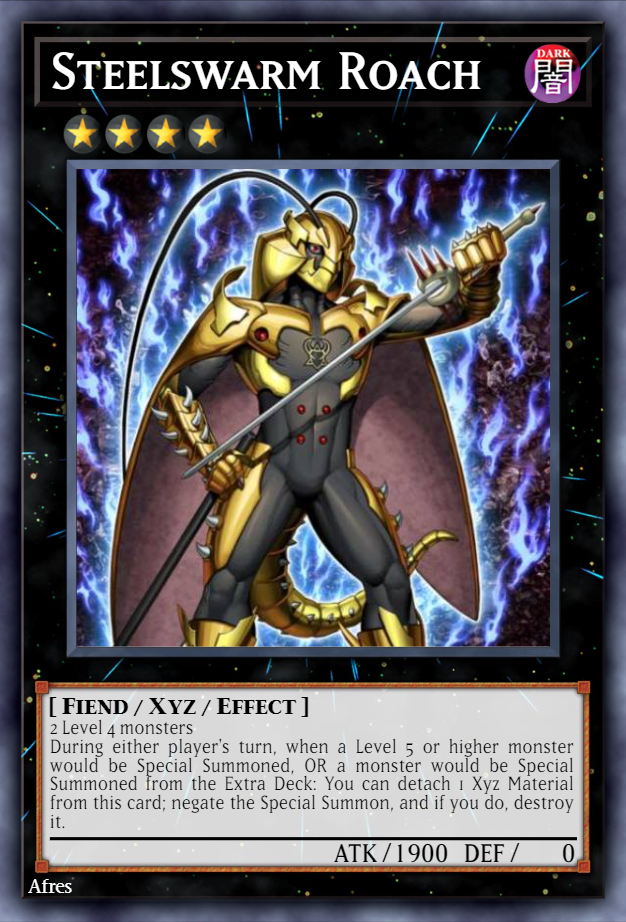 Steelswarm Roach
DARK
闇
[ Fiend / Xyz / Effect ]
2 Level 4 monsters
During either player's turn, when a Level 5 or higher monster
would be Special Summoned, OR a monster would be Special
Summoned from the Extra Deck: You can detach 1 Xyz Material
from this card; negate the Special Summon, and if you do, destroy
it.
ATK / 1900 DEF / 0
Afres